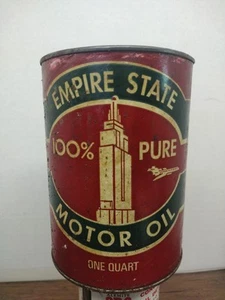 EMPIRE STATE
100% PURE
MOTOR OIL
ONE QUART